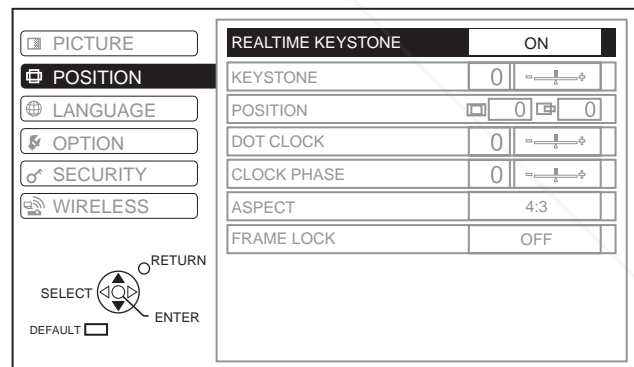 PICTURE
POSITION
LANGUAGE
OPTION
SECURITY
WIRELESS
RETURN
SELECT
ENTER
DEFAULT
REALTIME KEYSTONE ON
KEYSTONE 0 - +
POSITION 0 0
DOT CLOCK 0 - +
CLOCK PHASE 0 - +
ASPECT 4:3
FRAME LOCK OFF